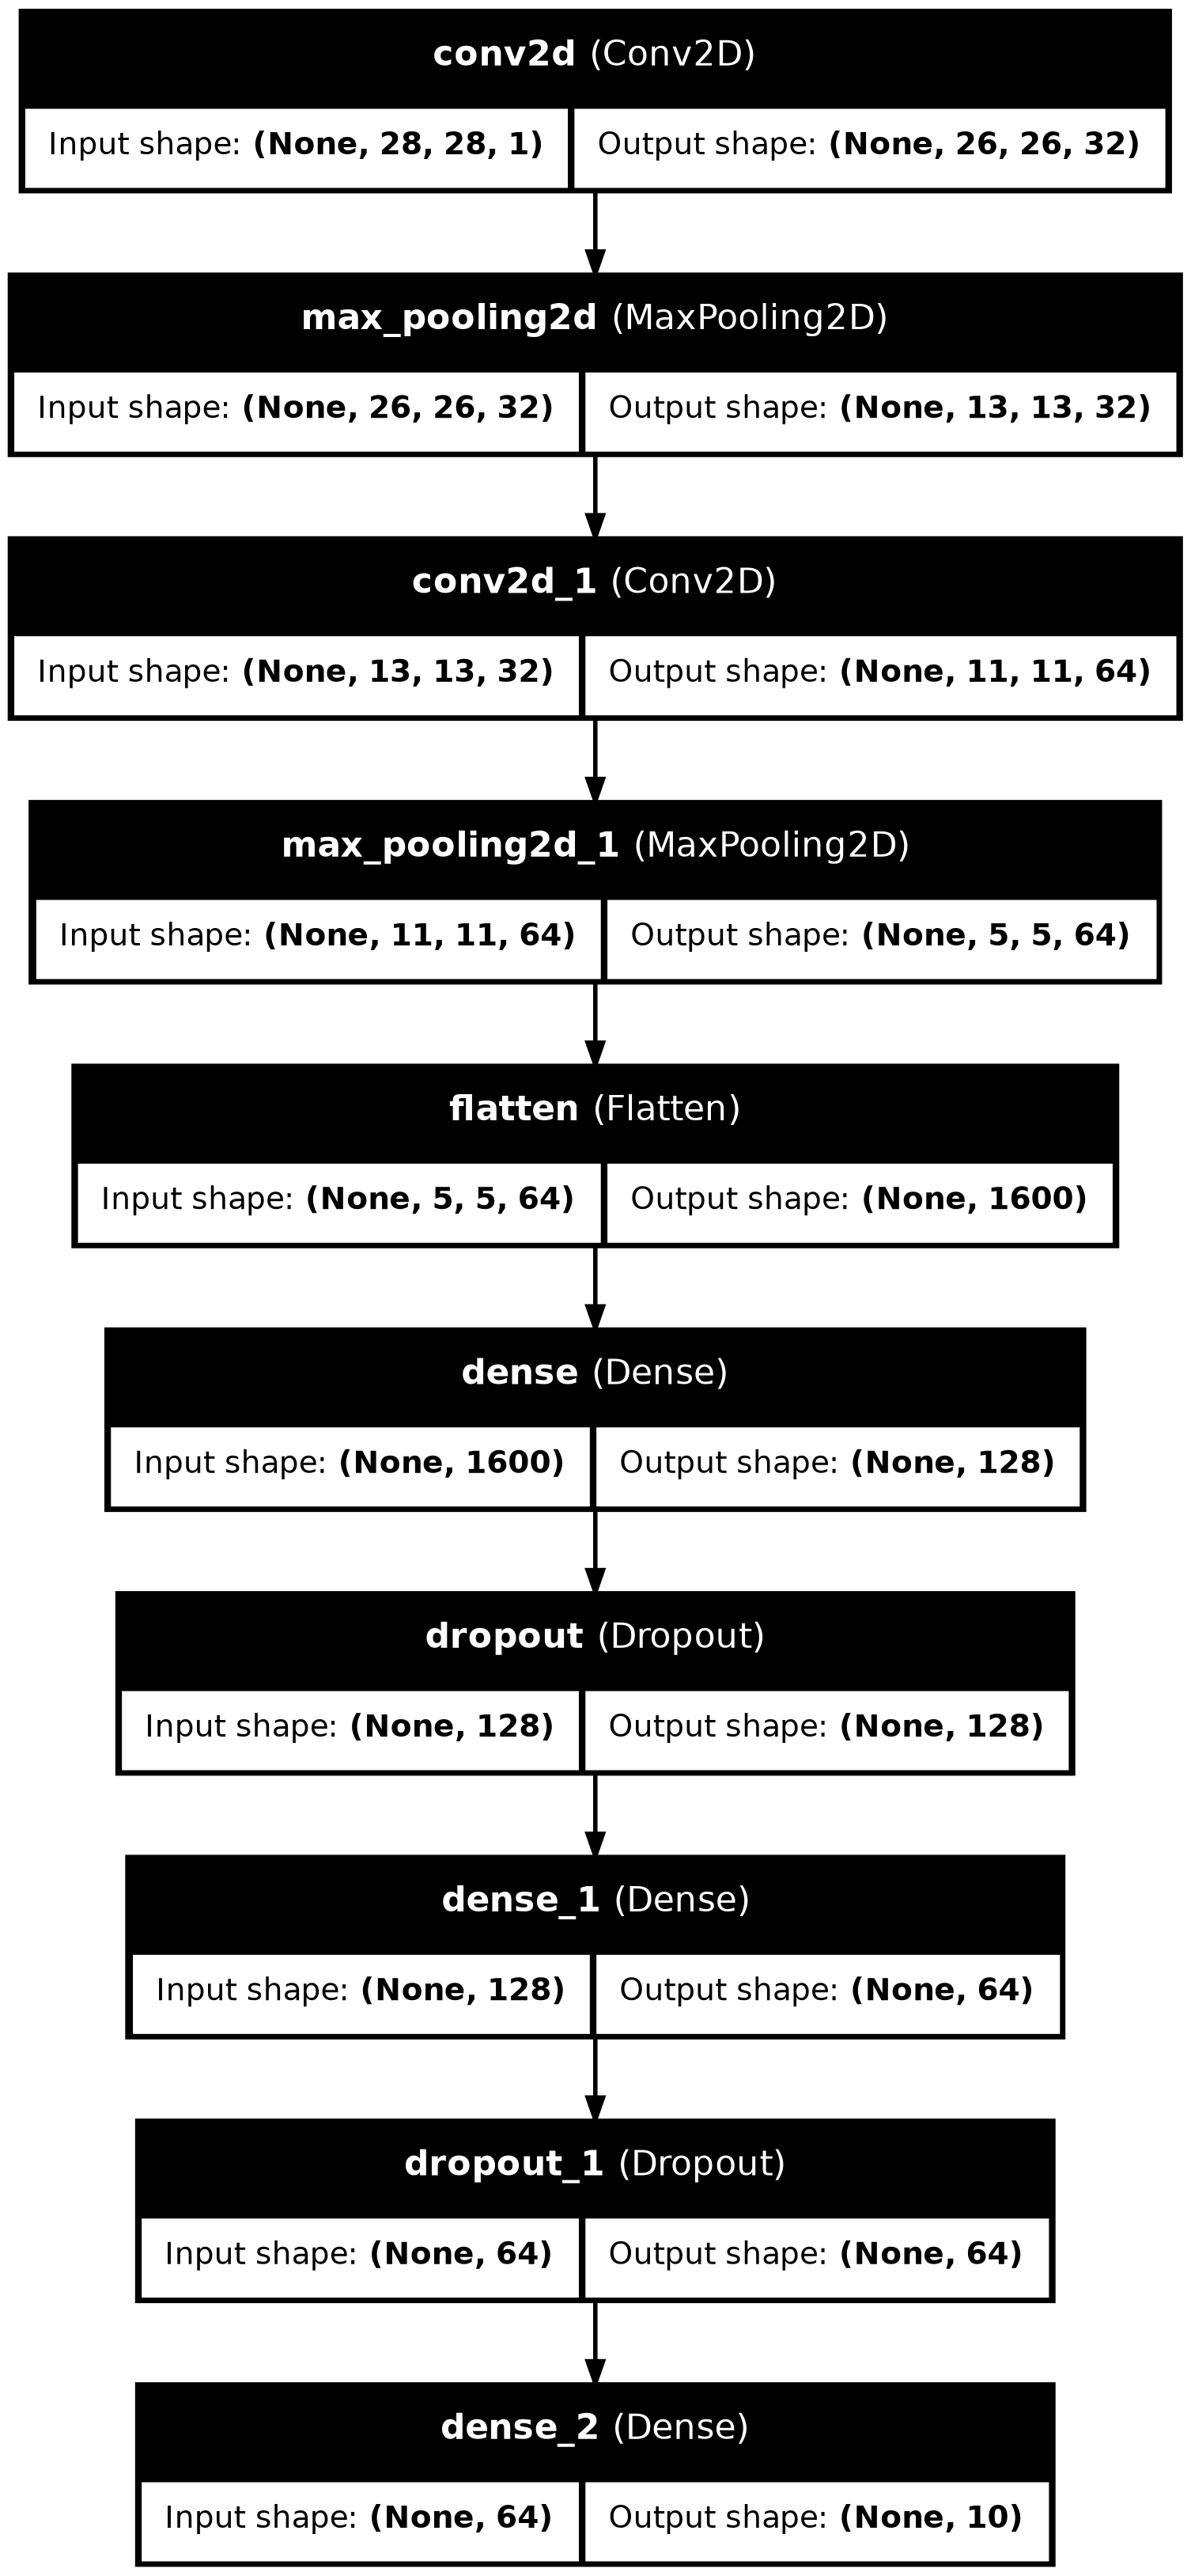 conv2d (Conv2D)
Input shape: (None, 28, 28, 1) Output shape: (None, 26, 26, 32)
max_pooling2d (MaxPooling2D)
Input shape: (None, 26, 26, 32) Output shape: (None, 13, 13, 32)
conv2d_1 (Conv2D)
Input shape: (None, 13, 13, 32) Output shape: (None, 11, 11, 64)
max_pooling2d_1 (MaxPooling2D)
Input shape: (None, 11, 11, 64) Output shape: (None, 5, 5, 64)
flatten (Flatten)
Input shape: (None, 5, 5, 64) Output shape: (None, 1600)
dense (Dense)
Input shape: (None, 1600) Output shape: (None, 128)
dropout (Dropout)
Input shape: (None, 128) Output shape: (None, 128)
dense_1 (Dense)
Input shape: (None, 128) Output shape: (None, 64)
dropout_1 (Dropout)
Input shape: (None, 64) Output shape: (None, 64)
dense_2 (Dense)
Input shape: (None, 64) Output shape: (None, 10)